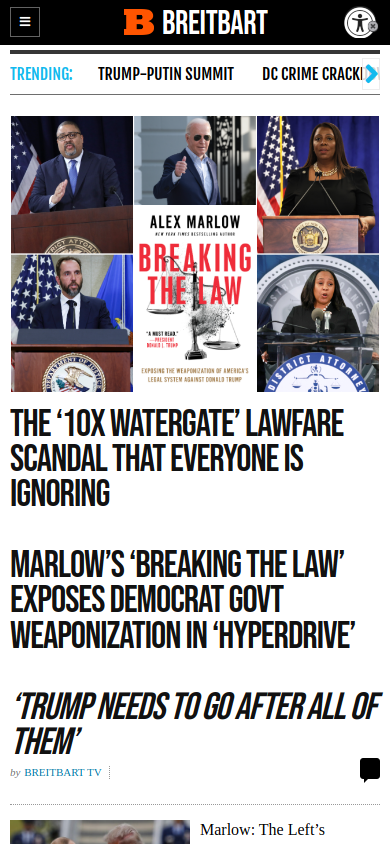 BREITBART
TRENDING:
TRUMP-PUTIN SUMMIT
DC CRIME CRACK
ALEX MARLOW
NEW YORK TIMES BESTSELLING AUTHOR
BREAKING
THE LAW
"A MUST READ."
—PRESIDENT
DONALD J. TRUMP
EXPOSING THE WEAPONIZATION OF AMERICA'S
LEGAL SYSTEM AGAINST DONALD TRUMP
DISTRICT ATTORNEY
THE ‘10X WATERGATE’ LAWFARE
SCANDAL THAT EVERYONE IS
IGNORING
MARLOW’S ‘BREAKING THE LAW’
EXPOSES DEMOCRAT GOVT
WEAPONIZATION IN ‘HYPERDRIVE’
‘TRUMP NEEDS TO GO AFTER ALL OF
THEM’
by BREITBART TV
Marlow: The Left’s